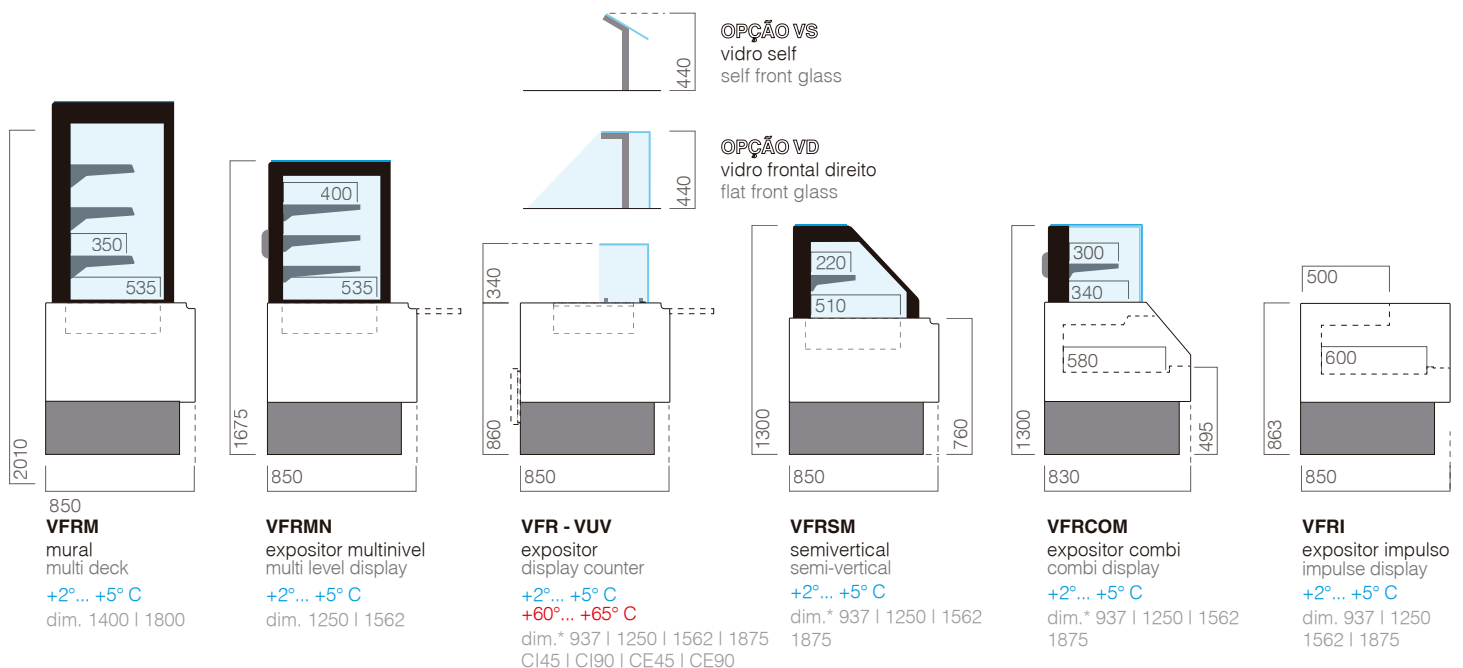 OPÇÃO VS
vidro self
self front glass
440
OPÇÃO VD
vidro frontal direito
flat front glass
440
2010
350
535
850
VFRM
mural
multi deck
+2°... +5° C
dim. 1400 | 1800
1675
400
535
850
VFRMN
expositor multinivel
multi level display
+2°... +5° C
dim. 1250 | 1562
340
860
850
VFR - VUV
expositor
display counter
+2°... +5° C
+60°... +65° C
dim.* 937 | 1250 | 1562 | 1875
CI45 | CI90 | CE45 | CE90
1300
220
510
760
850
VFRSM
semivertical
semi-vertical
+2°... +5° C
dim.* 937 | 1250 | 1562
1875
1300
300
340
580
495
830
VFRCOM
expositor combi
combi display
+2°... +5° C
dim.* 937 | 1250 | 1562
1875
500
600
863
850
VFRI
expositor impulso
impulse display
+2°... +5° C
dim. 937 | 1250
1562 | 1875